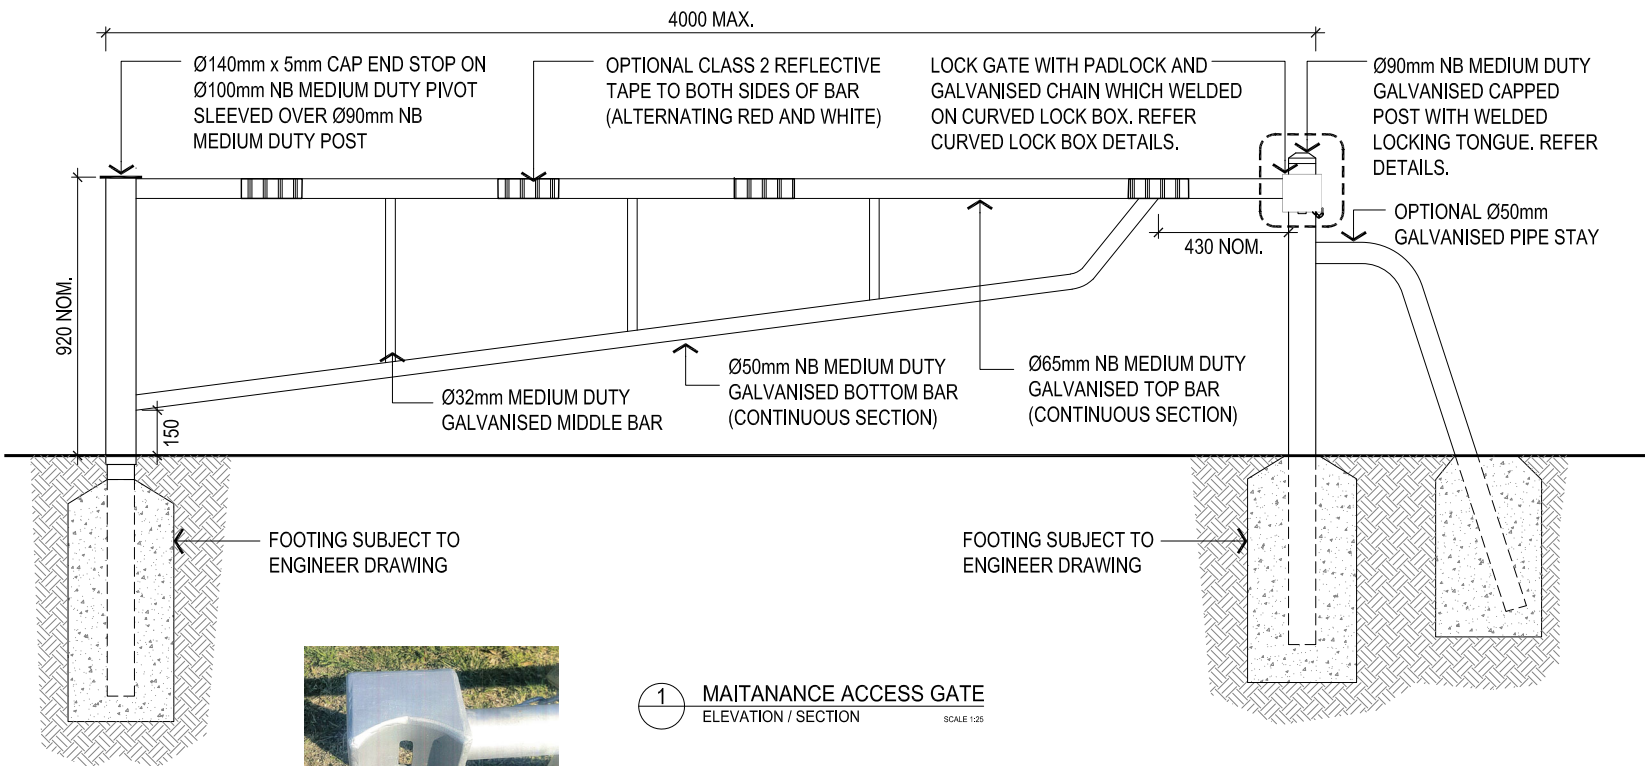 4000 MAX.
Ø140mm x 5mm CAP END STOP ON
Ø100mm NB MEDIUM DUTY PIVOT
SLEEVED OVER Ø90mm NB
MEDIUM DUTY POST
OPTIONAL CLASS 2 REFLECTIVE
TAPE TO BOTH SIDES OF BAR
(ALTERNATING RED AND WHITE)
LOCK GATE WITH PADLOCK AND
GALVANISED CHAIN WHICH WELDED
ON CURVED LOCK BOX. REFER
CURVED LOCK BOX DETAILS.
Ø90mm NB MEDIUM DUTY
GALVANISED CAPPED
POST WITH WELDED
LOCKING TONGUE. REFER
DETAILS.
OPTIONAL Ø50mm
GALVANISED PIPE STAY
430 NOM.
920 NOM.
150
Ø32mm MEDIUM DUTY
GALVANISED MIDDLE BAR
Ø50mm NB MEDIUM DUTY
GALVANISED BOTTOM BAR
(CONTINUOUS SECTION)
Ø65mm NB MEDIUM DUTY
GALVANISED TOP BAR
(CONTINUOUS SECTION)
FOOTING SUBJECT TO
ENGINEER DRAWING
FOOTING SUBJECT TO
ENGINEER DRAWING
1
MAITANANCE ACCESS GATE
ELEVATION / SECTION
SCALE 1:25